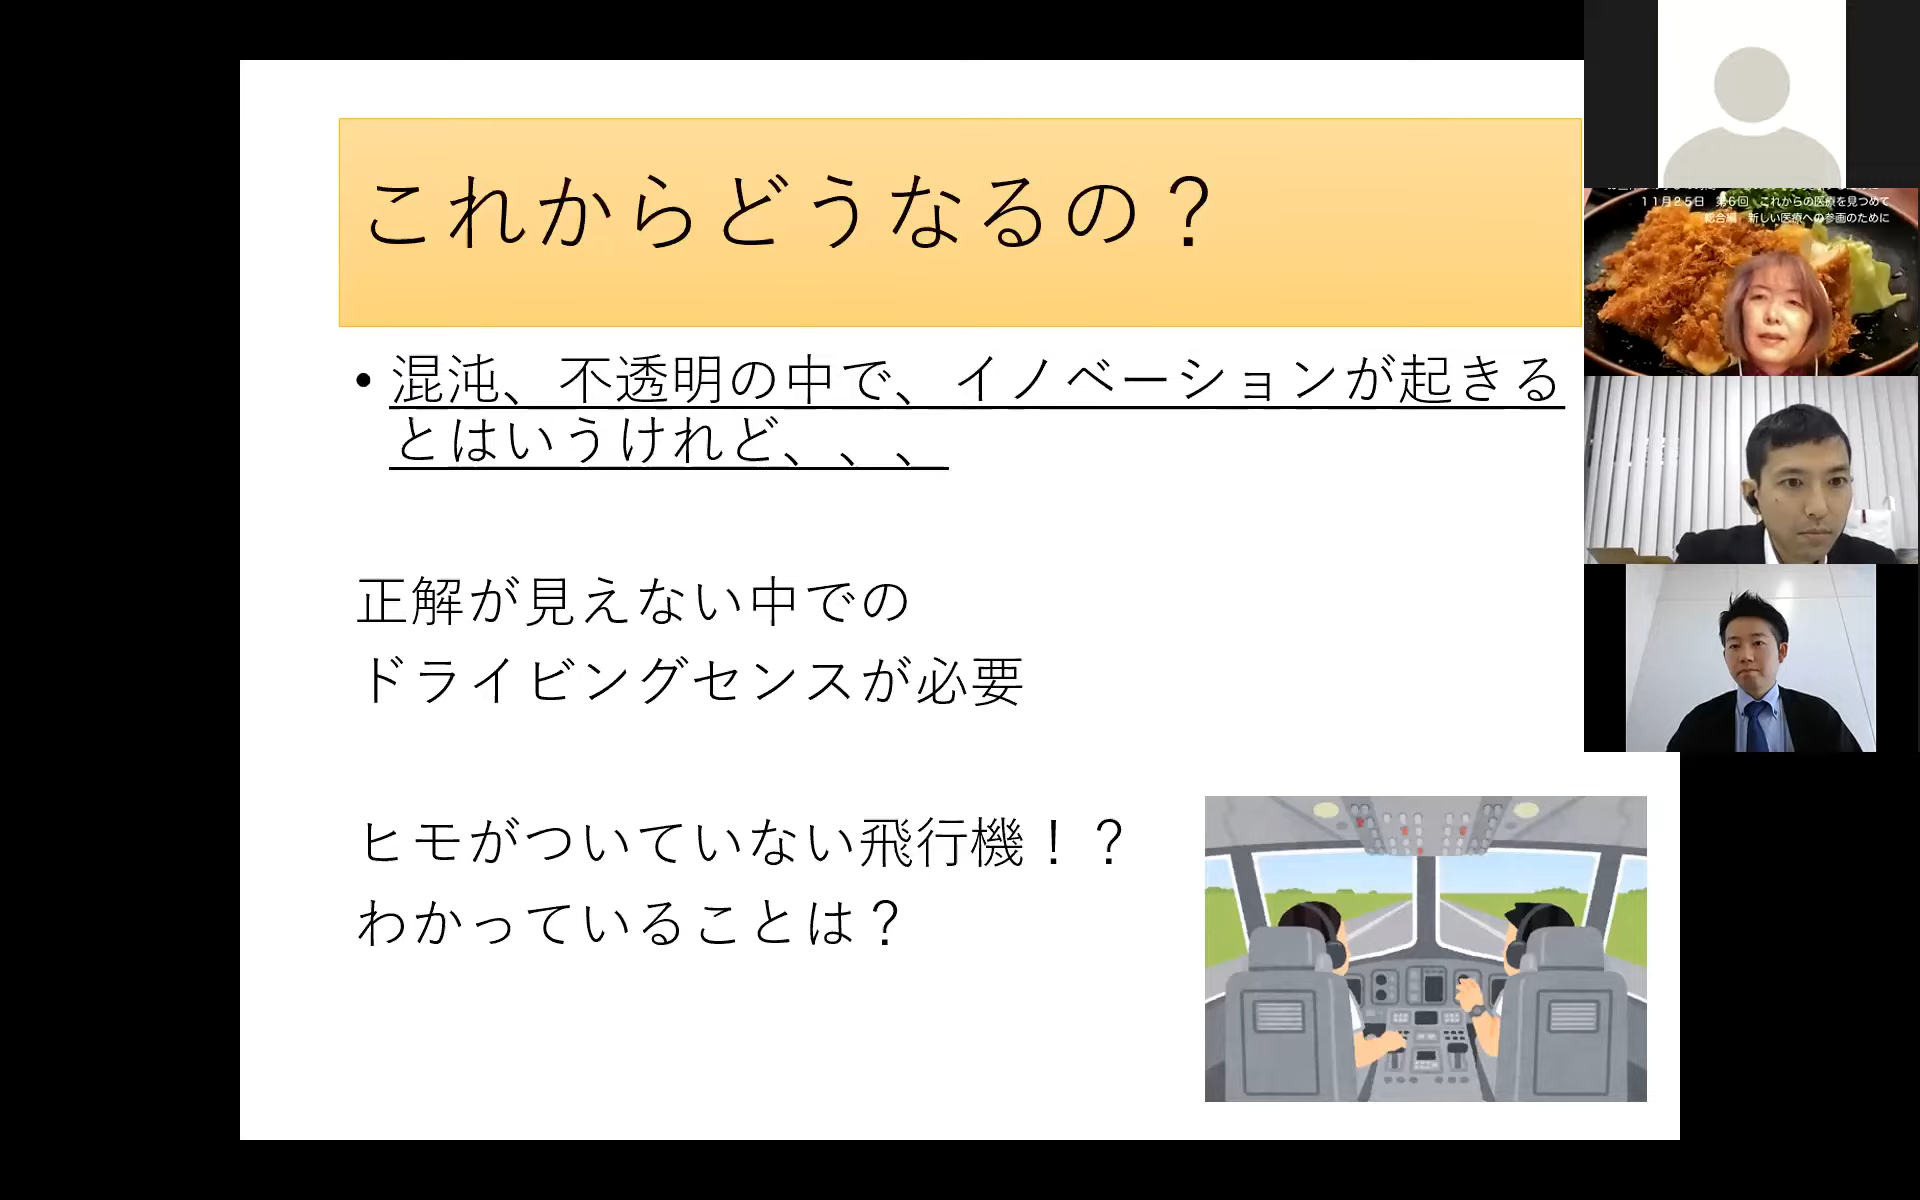 これからどうなるの？
• 混沌、不透明の中で、イノベーションが起きる
とはいうけれど、、、
正解が見えない中での
ドライビングセンスが必要
ヒモがついていない飛行機！？
わかっていることは？
１１月２５日　第６回　これからの医療を見つめて
総合編　新しい医療への参画のために